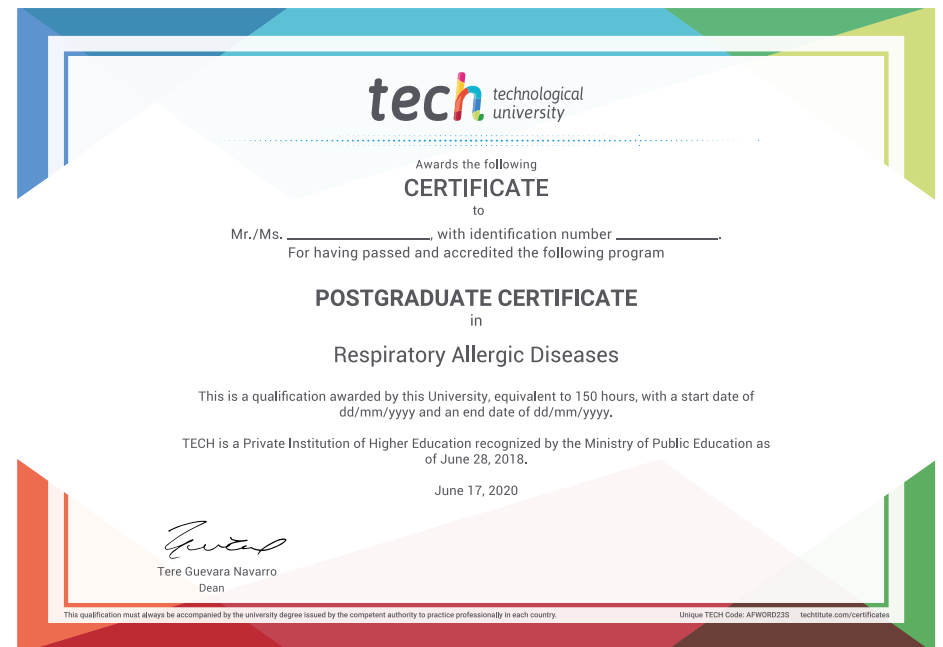 tech technological
university
Awards the following
CERTIFICATE
to
Mr./Ms. ____________________, with identification number ______________.
For having passed and accredited the following program
POSTGRADUATE CERTIFICATE
in
Respiratory Allergic Diseases
This is a qualification awarded by this University, equivalent to 150 hours, with a start date of
dd/mm/yyyy and an end date of dd/mm/yyyy.
TECH is a Private Institution of Higher Education recognized by the Ministry of Public Education as
of June 28, 2018.
June 17, 2020
Tere Guevara Navarro
Dean
This qualification must always be accompanied by the university degree issued by the competent authority to practice professionally in each country.
Unique TECH Code: AFWORD23S techtitute.com/certificates